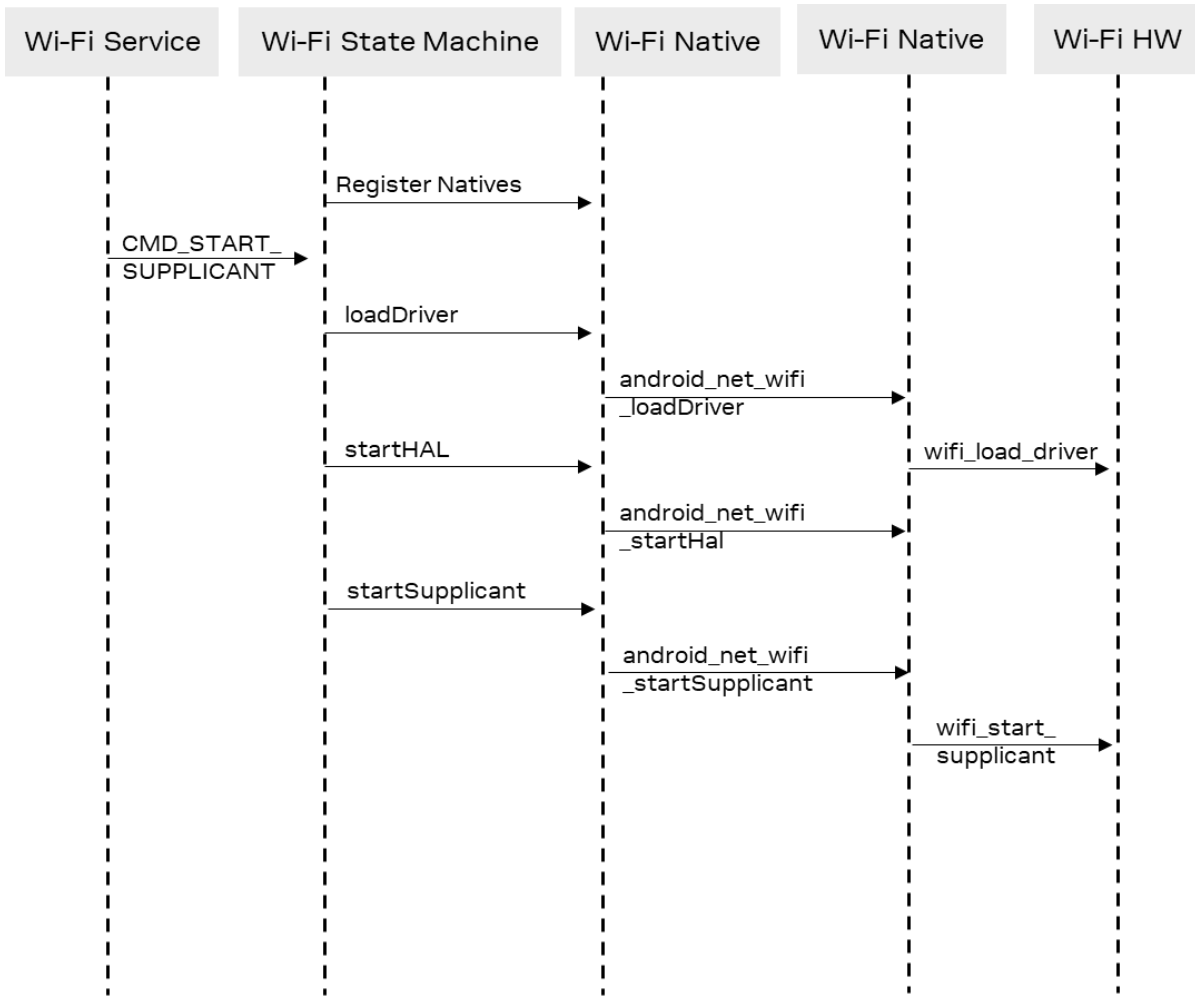 Wi-Fi Service
Wi-Fi State Machine
Wi-Fi Native
Wi-Fi Native
Wi-Fi HW
Register Natives
CMD_START_
SUPPLICANT
loadDriver
android_net_wifi
_loadDriver
startHAL
wifi_load_driver
android_net_wifi
_startHal
startSupplicant
android_net_wifi
_startSupplicant
wifi_start_
supplicant